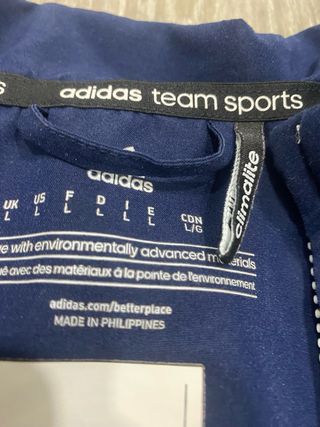 adidas team sports
adidas
UK US F D I E CDN
L L L L L L L/G
e with environmentally advanced materials
ué avec des matériaux à la pointe de l'environnement
adidas.com/betterplace
MADE IN PHILIPPINES
climalite